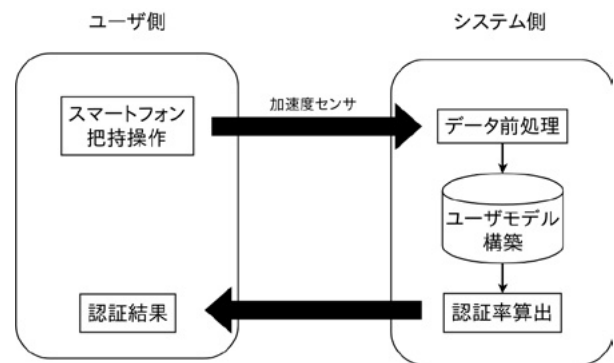 ユーザ側
システム側
スマートフォン
把持操作
加速度センサ
データ前処理
ユーザモデル
構築
認証結果
認証率算出